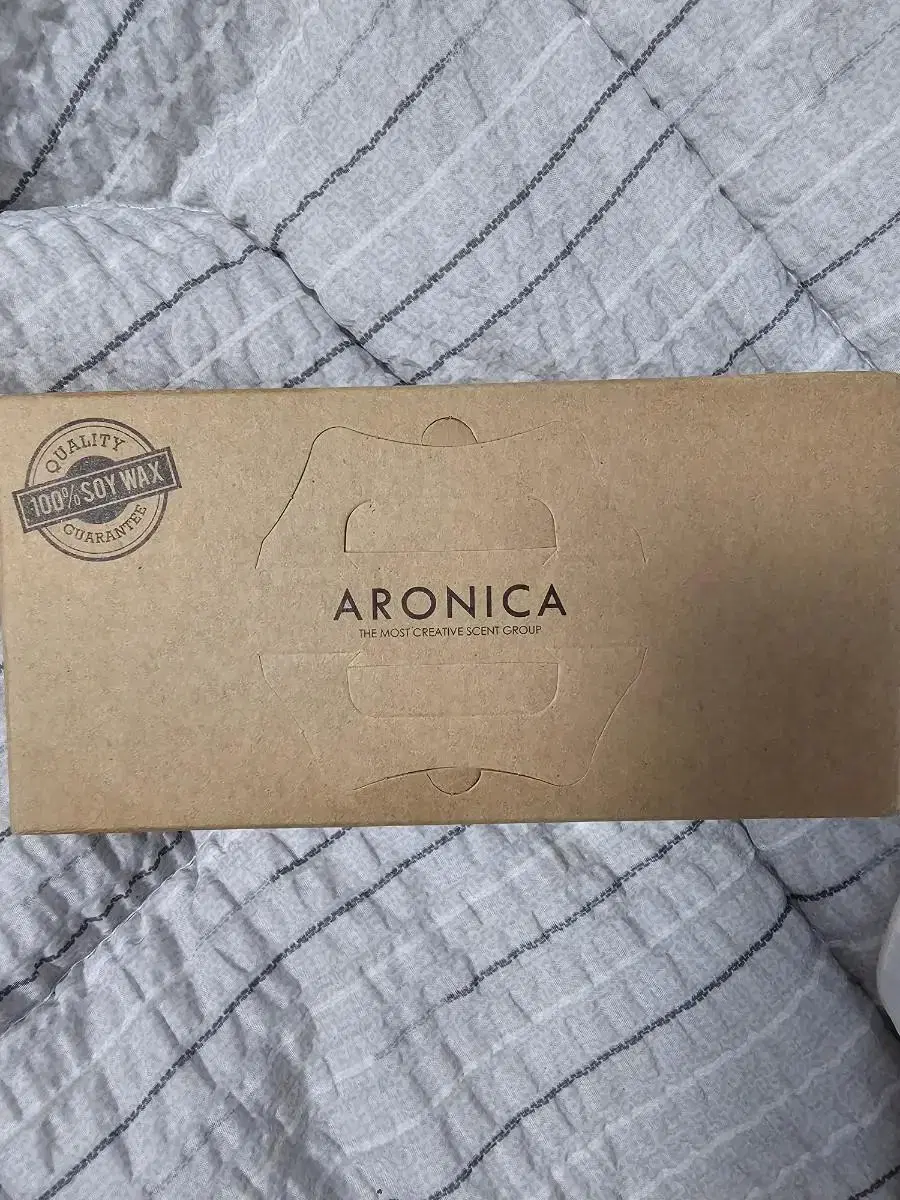 QUALITY
100% SOY WAX
GUARANTEE
ARONICA
THE MOST CREATIVE SCENT GROUP